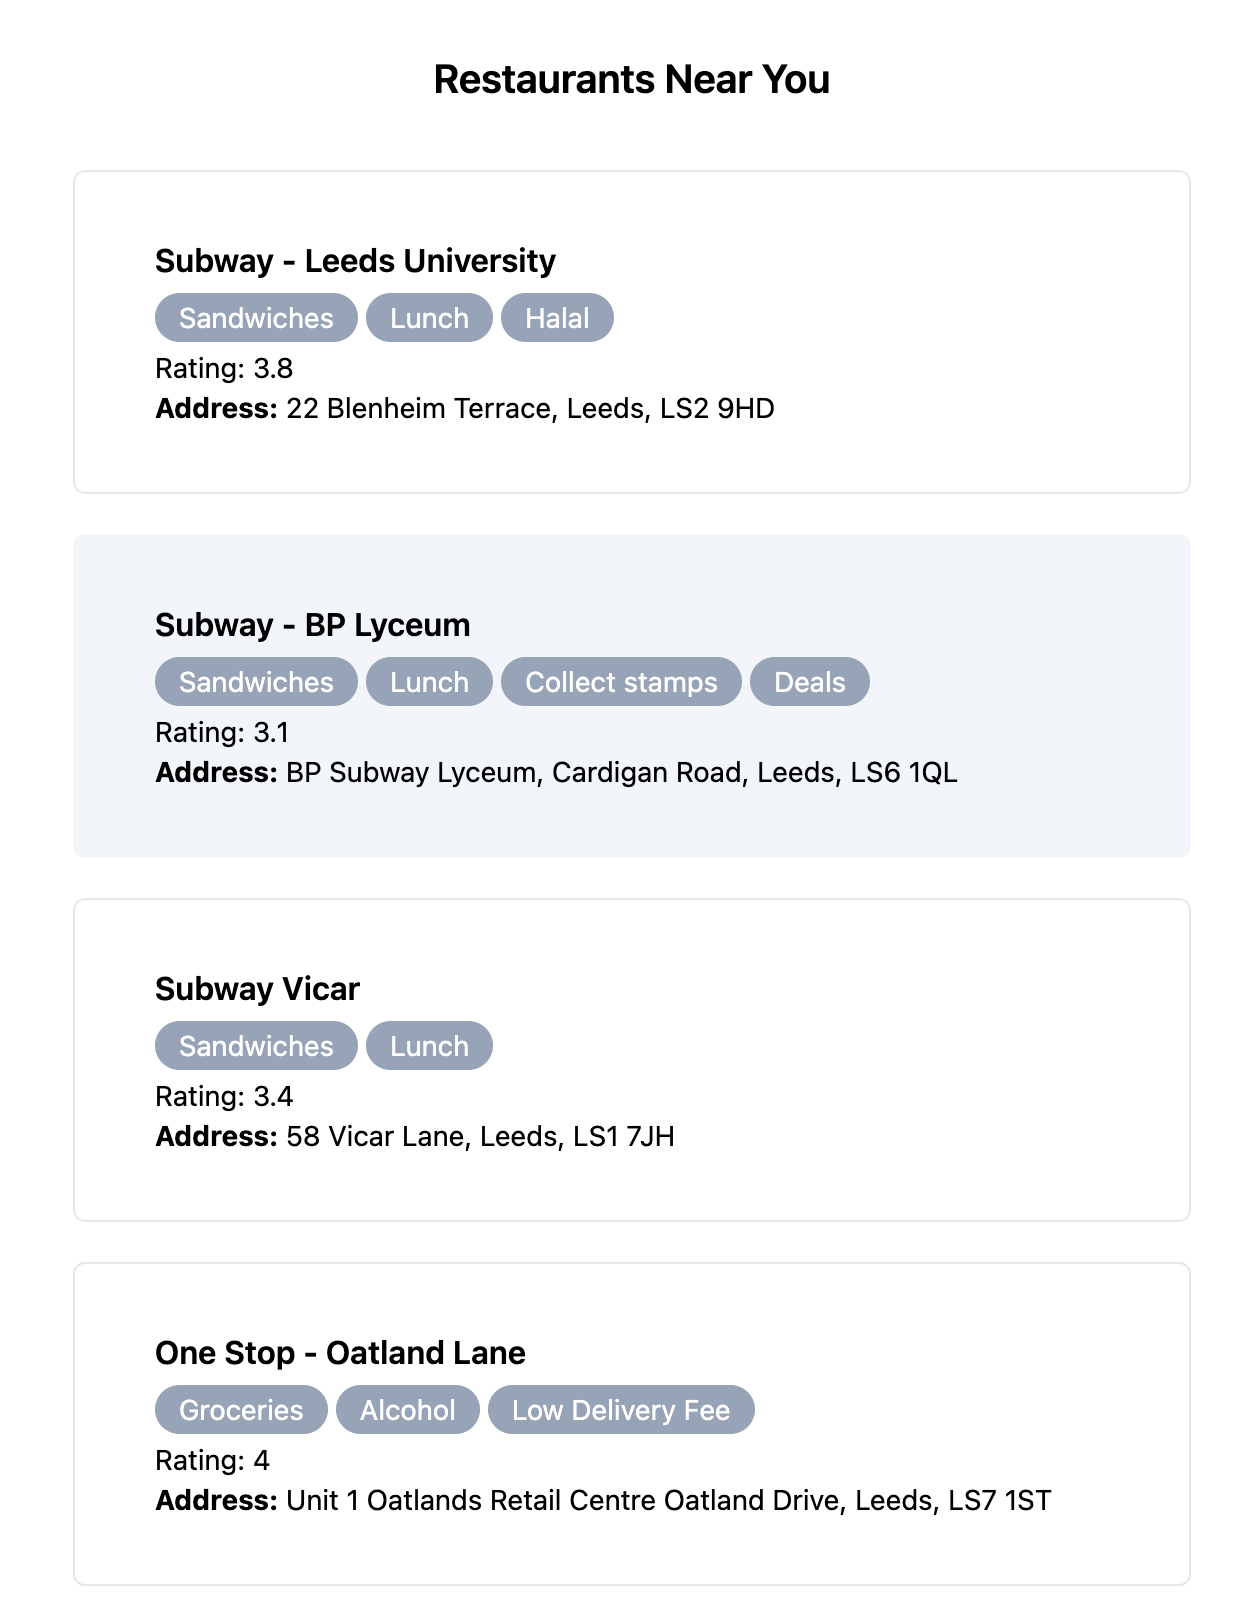 Restaurants Near You
Subway - Leeds University
Sandwiches Lunch Halal
Rating: 3.8
Address: 22 Blenheim Terrace, Leeds, LS2 9HD
Subway - BP Lyceum
Sandwiches Lunch Collect stamps Deals
Rating: 3.1
Address: BP Subway Lyceum, Cardigan Road, Leeds, LS6 1QL
Subway Vicar
Sandwiches Lunch
Rating: 3.4
Address: 58 Vicar Lane, Leeds, LS1 7JH
One Stop - Oatland Lane
Groceries Alcohol Low Delivery Fee
Rating: 4
Address: Unit 1 Oatlands Retail Centre Oatland Drive, Leeds, LS7 1ST